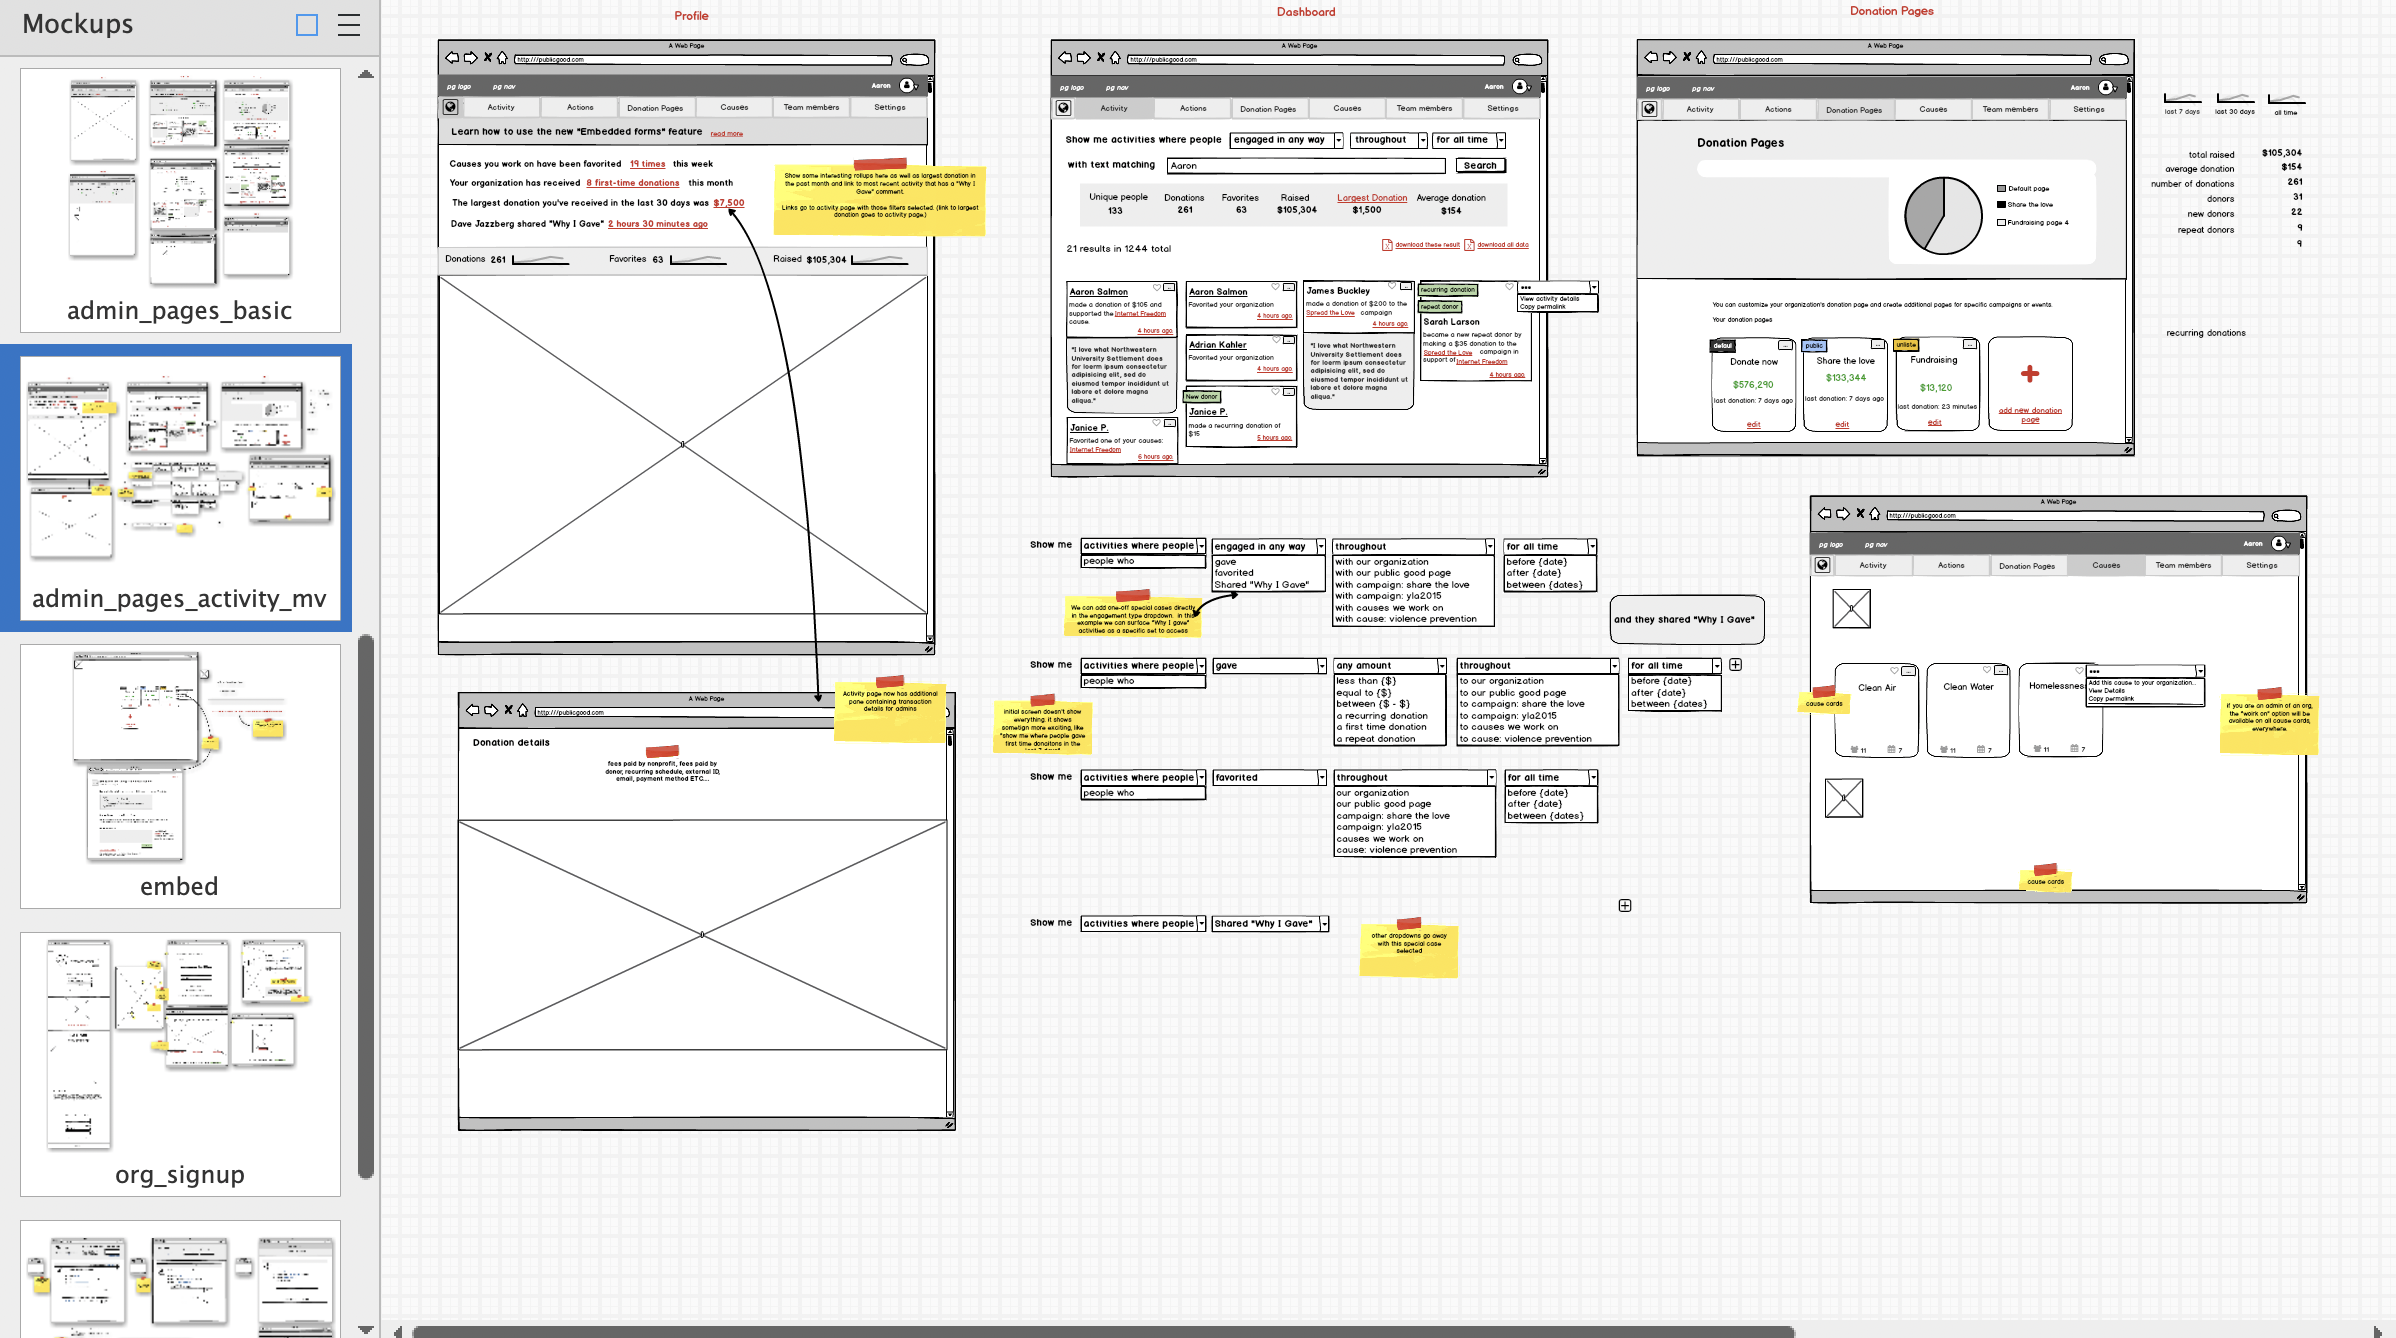 Mockups
admin_pages_basic
admin_pages_activity_mv
embed
org_signup
Profile
A Web Page
http:///publicgood.com
pg logo pg nav Aaron
Activity Actions Donation Pages Causes Team members Settings
Learn how to use the new "Embedded forms" feature read more
Causes you work on have been favorited 19 times this week
Your organization has received 8 first-time donations this month
The largest donation you've received in the last 30 days was $7,500
Dave Jazzberg shared "Why I Gave" 2 hours 30 minutes ago
Show some interesting rollups here as well as largest donation in
the past month and link to most recent activity that has a "Why I
Gave" comment.
Links go to activity page with those filters selected. (link to largest
donation goes to activity page.)
Donations 261 Favorites 63 Raised $105,304
A Web Page
http:///publicgood.com
Activity page now has additional
pane containing transaction
details for admins
Donation details
fees paid by nonprofit, fees paid by
donor, recurring schedule, external ID,
email, payment method ETC...
Dashboard
A Web Page
http:///publicgood.com
pg logo pg nav Aaron
Activity Actions Donation Pages Causes Team members Settings
Show me activities where people engaged in any way throughout for all time
with text matching Aaron Search
Unique people Donations Favorites Raised Largest Donation Average donation
133 261 63 $105,304 $1,500 $154
21 results in 1244 total
download these result download all data
Aaron Salmon
made a donation of $105 and
supported the Internet Freedom
cause.
4 hours ago
"I love what Northwestern
University Settlement does
for loerm ipsum consectetur
adipisicing elit, sed do
eiusmod tempor incididunt ut
labore et dolore magna
aliqua."
Janice P.
Favorited one of your causes:
Internet Freedom
6 hours ago
Aaron Salmon
Favorited your organization
4 hours ago
Adrian Kahler
Favorited your organization
4 hours ago
New donor
Janice P.
made a recurring donation of
$15
5 hours ago
James Buckley
made a donation of $200 to the
Spread the Love campaign
4 hours ago
"I love what Northwestern
University Settlement does
for loerm ipsum consectetur
adipisicing elit, sed do
eiusmod tempor incididunt ut
labore et dolore magna
aliqua."
recurring donation
repeat donor
Sarah Larson
became a new repeat donor by
making a $35 donation to the
Spread the Love campaign in
support of Internet Freedom
4 hours ago
View activity details
Copy permalink
Show me activities where people engaged in any way throughout for all time
people who
gave
favorited
Shared "Why I Gave"
with our organization
with our public good page
with campaign: share the love
with campaign: yla2015
with causes we work on
with cause: violence prevention
before {date}
after {date}
between {dates}
We can add one-off special cases directly
in the engagement type dropdown. In this
example we can surface "Why I gave"
activities as a specific set to access
and they shared "Why I Gave"
Show me activities where people gave any amount throughout for all time
people who
less than {$}
equal to {$}
between {$ - $}
a recurring donation
a first time donation
a repeat donation
to our organization
to our public good page
to campaign: share the love
to campaign: yla2015
to causes we work on
to cause: violence prevention
before {date}
after {date}
between {dates}
initial screen doesn't show
everything. it shows
somethign more exciting, like
"show me where people gave
first time donaitons in the
Show me activities where people favorited throughout for all time
people who
our organization
our public good page
campaign: share the love
campaign: yla2015
causes we work on
cause: violence prevention
before {date}
after {date}
between {dates}
Show me activities where people Shared "Why I Gave"
other dropdowns go away
with this special case
selected
Donation Pages
A Web Page
http:///publicgood.com
pg logo pg nav Aaron
Activity Actions Donation Pages Causes Team members Settings
Donation Pages
Default page
Share the love
Fundraising page 4
You can customize your organization's donation page and create additional pages for specific campaigns or events.
Your donation pages
defaul
Donate now
$576,290
last donation: 7 days ago
edit
public
Share the love
$133,344
last donation: 7 days ago
edit
unliste
Fundraising
$13,120
last donation: 23 minutes
edit
add new donation
page
last 7 days last 30 days all time
total raised $105,304
average donation $154
number of donations 261
donors 31
new donors 22
repeat donors 9
9
recurring donations
A Web Page
http:///publicgood.com
pg logo pg nav Aaron
Activity Actions Donation Pages Causes Team members Settings
Clean Air
11 7
Clean Water
11 7
Homelessness
11 7
Add this cause to your organization...
View Details
Copy permalink
cause cards
if you are an admin of an org,
the "work on" option will be
available on all cause cards,
everywhere.
cause cards